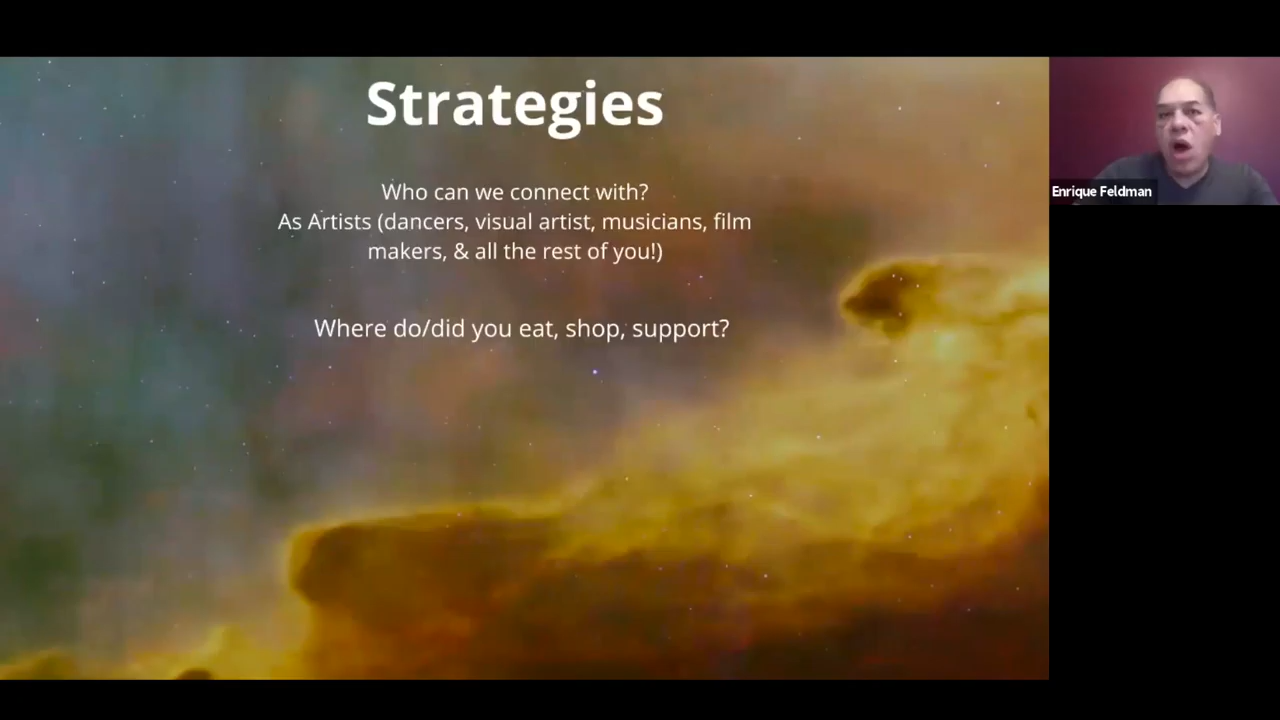 Strategies
Who can we connect with?
As Artists (dancers, visual artist, musicians, film
makers, & all the rest of you!)
Where do/did you eat, shop, support?
Enrique Feldman